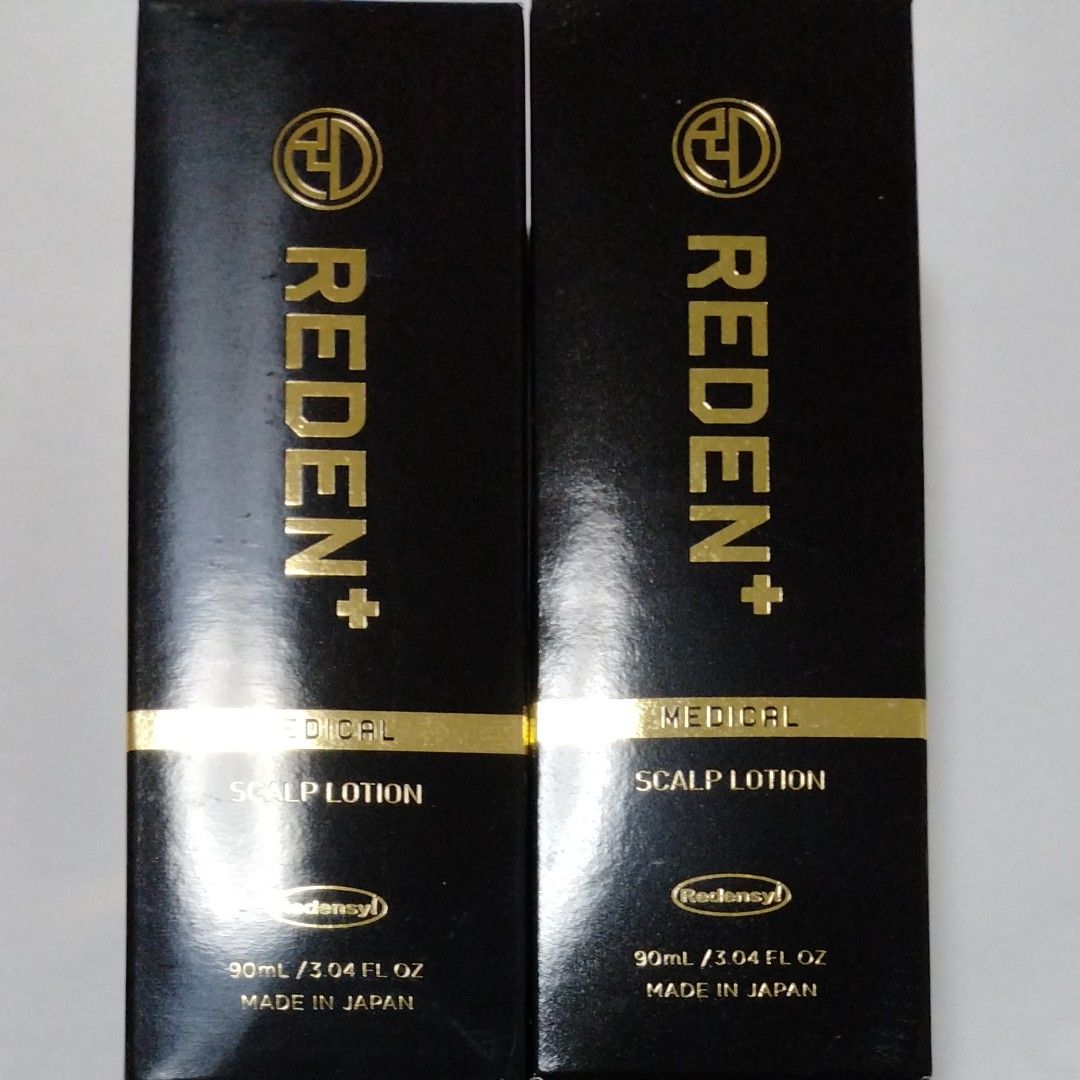 REDEN+
MEDICAL
SCALP LOTION
Redensyl
90mL / 3.04 FL OZ
MADE IN JAPAN
REDEN+
MEDICAL
SCALP LOTION
Redensyl
90mL / 3.04 FL OZ
MADE IN JAPAN